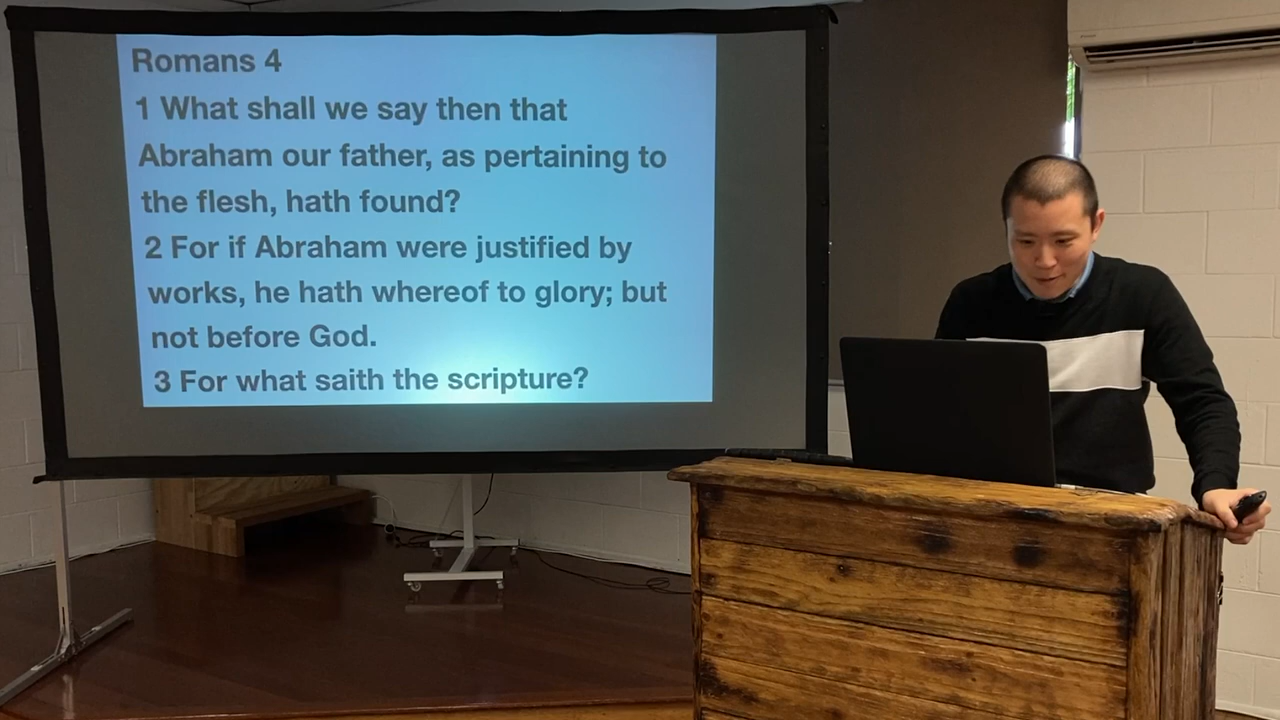 Romans 4
1 What shall we say then that
Abraham our father, as pertaining to
the flesh, hath found?
2 For if Abraham were justified by
works, he hath whereof to glory; but
not before God.
3 For what saith the scripture?